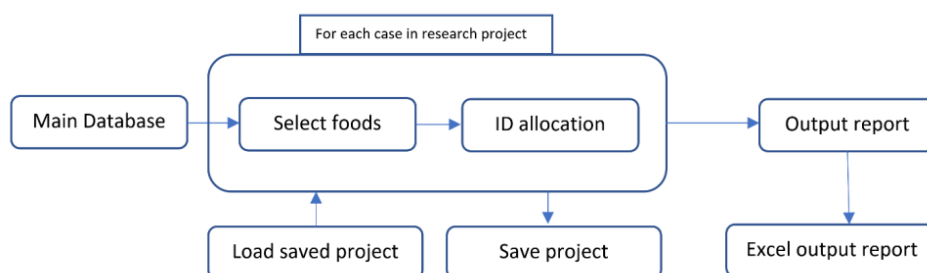 For each case in research project
Main Database
Select foods
ID allocation
Output report
Load saved project
Save project
Excel output report